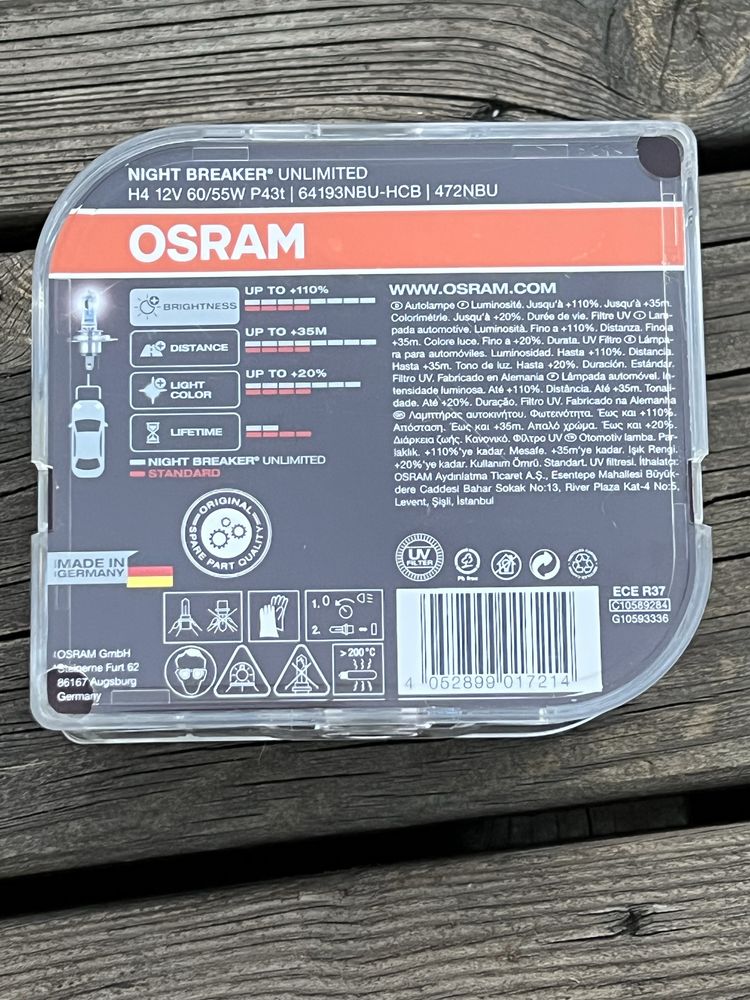 NIGHT BREAKER® UNLIMITED
H4 12V 60/55W P43t | 64193NBU-HCB | 472NBU
OSRAM
BRIGHTNESS
UP TO +110%
DISTANCE
UP TO +35M
LIGHT
COLOR
UP TO +20%
LIFETIME
NIGHT BREAKER® UNLIMITED
STANDARD
WWW.OSRAM.COM
D Autolampe F Luminosité. Jusqu'à +110%. Jusqu'à +35m.
Colorimétrie. Jusqu'à +20%. Durée de vie. Filtre UV I Lam-
pada automotive. Luminosità. Fino a +110%. Distanza. Fino a
+35m. Colore luce. Fino a +20%. Durata. UV Filtro E Lámpa-
ra para automóviles. Luminosidad. Hasta +110%. Distancia.
Hasta +35m. Tono de luz. Hasta +20%. Duración. Estándar.
Filtro UV. Fabricado en Alemania P Lâmpada automóvel. In-
tensidade luminosa. Até +110%. Distância. Até +35m. Tonali-
dade. Até +20%. Duração. Filtro UV. Fabricado na Alemanha
GR Λαμπτήρας αυτοκινήτου. Φωτεινότητα. Έως και +110%.
Απόσταση. Έως και +35m. Απαλό χρώμα. Έως και +20%.
Διάρκεια ζωής. Κανονικό. Φίλτρο UV TR Otomotiv lamba. Par-
laklık. +110%'ye kadar. Mesafe. +35m'ye kadar. Işık Rengi.
+20%'ye kadar. Kullanım Ömrü. Standart. UV filtresi. İthalatçı:
OSRAM Aydınlatma Ticaret A.Ş., Esentepe Mahallesi Büyük-
dere Caddesi Bahar Sokak No:13, River Plaza Kat-4 No:5,
Levent, Şişli, İstanbul
ORIGINAL
SPARE PART QUALITY
MADE IN
GERMANY
UV
FILTER
Pb free
ECE R37
C10589284
G10593336
1. 0
2.
>200°C
OSRAM GmbH
Steinerne Furt 62
86167 Augsburg
Germany
4 052899 017214